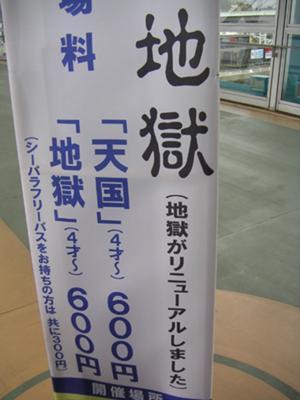 地獄
(地獄がリニューアルしました)
場料
「天国」(4才〜) 600円
「地獄」(4才〜) 600円
(シーパラフリーパスをお持ちの方は 共に300円)
開催場所